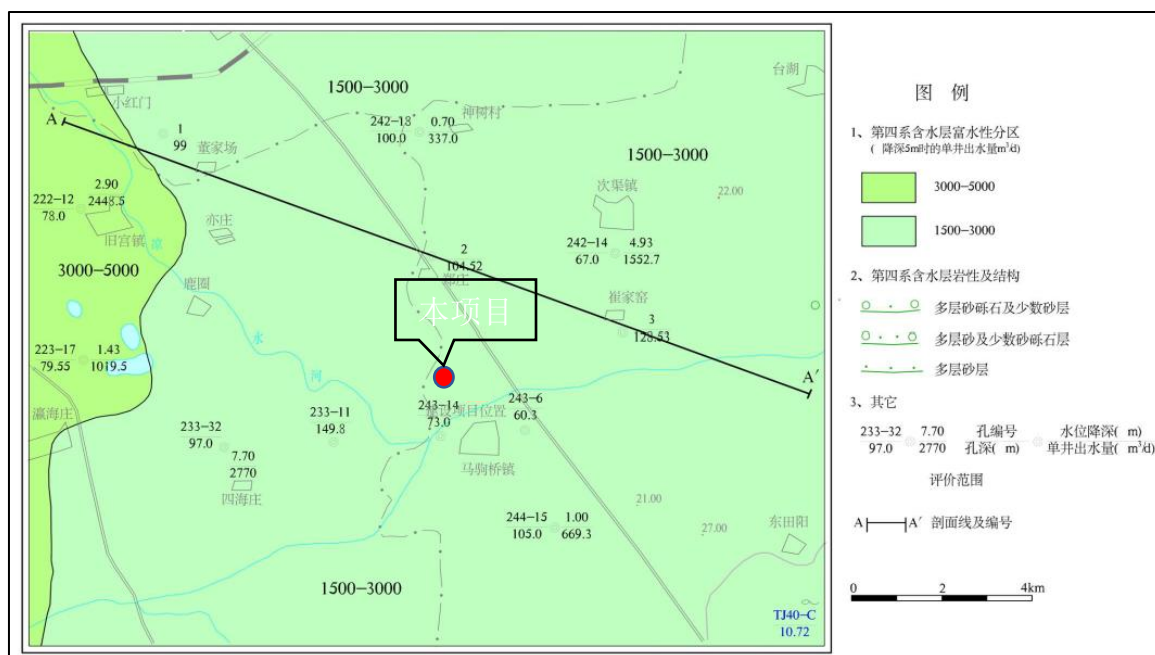 小红门
A
1
99
董家场
1500-3000
242-18 0.70
100.0 337.0
神树村
台湖
1500-3000
次渠镇
22.00
2.90
222-12 2448.5
78.0
旧宫镇
凉
亦庄
3000-5000
鹿圈
水
河
2
104.52
郑庄
242-14 4.93
67.0 1552.7
崔家窑
3
128.53
本项目
A′
223-17 1.43
79.55 1019.5
瀛海庄
233-32
97.0
7.70
2770
四海庄
233-11
149.8
243-14
73.0
建设项目位置
243-6
60.3
马驹桥镇
244-15 1.00
105.0 669.3
21.00
27.00
东田阳
1500-3000
TJ40-C
10.72
图 例
1、第四系含水层富水性分区
( 降深5m时的单井出水量m³/d)
3000-5000
1500-3000
2、第四系含水层岩性及结构
多层砂砾石及少数砂层
多层砂及少数砂砾石层
多层砂层
3、其它
233-32 7.70 孔编号 水位降深( m)
97.0 2770 孔深( m) 单井出水量( m³/d)
评价范围
A A′ 剖面线及编号
0 2 4km